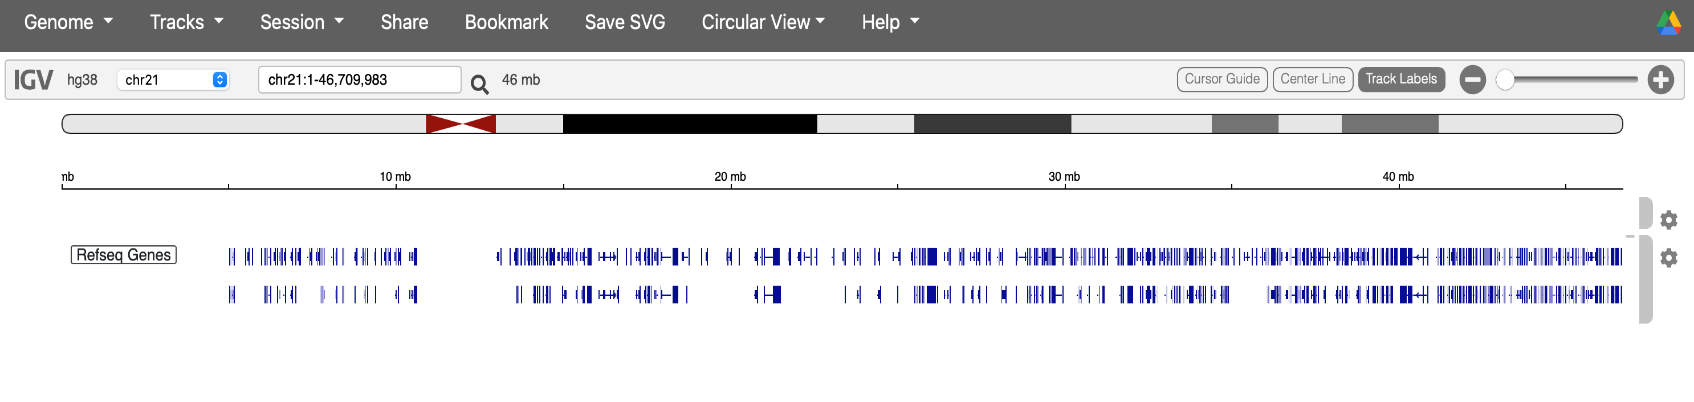 Genome Tracks Session Share Bookmark Save SVG Circular View Help
IGV hg38 chr21 chr21:1-46,709,983 46 mb Cursor Guide Center Line Track Labels
mb 10 mb 20 mb 30 mb 40 mb
Refseq Genes